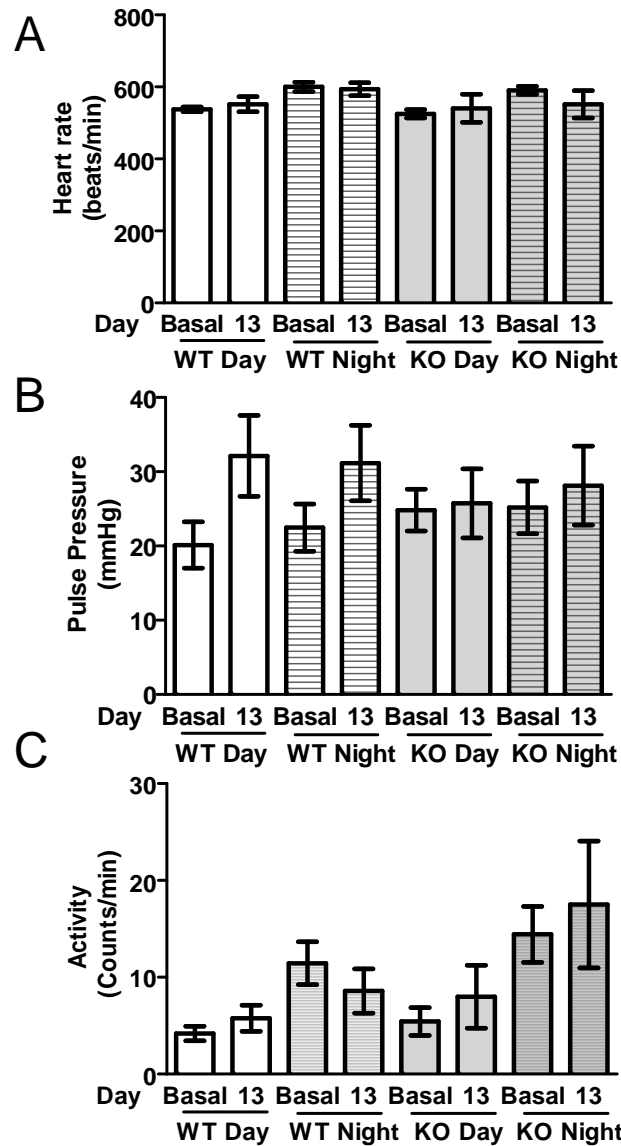 A
Heart rate
(beats/min)
800
600
400
200
0
Day Basal 13 Basal 13 Basal 13 Basal 13
WT Day WT Night KO Day KO Night
B
Pulse Pressure
(mmHg)
40
30
20
10
0
Day Basal 13 Basal 13 Basal 13 Basal 13
WT Day WT Night KO Day KO Night
C
Activity
(Counts/min)
30
20
10
0
Day Basal 13 Basal 13 Basal 13 Basal 13
WT Day WT Night KO Day KO Night